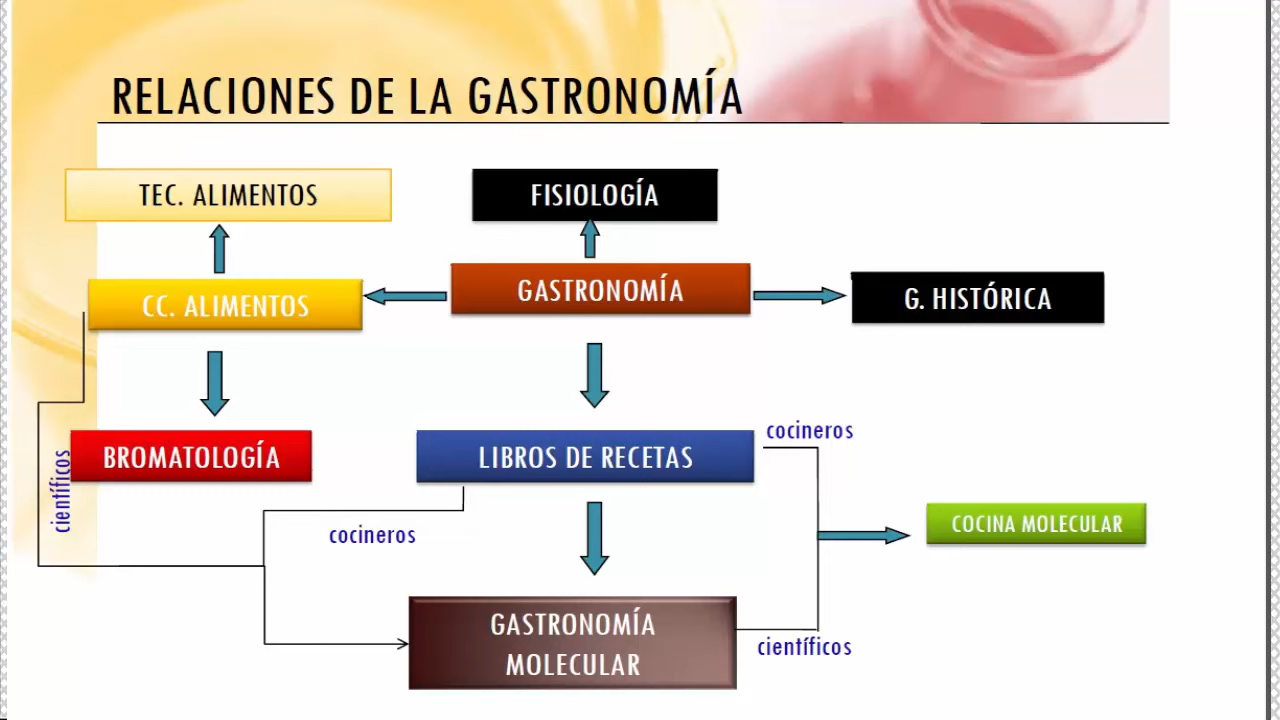 RELACIONES DE LA GASTRONOMÍA
TEC. ALIMENTOS
FISIOLOGÍA
CC. ALIMENTOS
GASTRONOMÍA
G. HISTÓRICA
científicos
BROMATOLOGÍA
LIBROS DE RECETAS
cocineros
cocineros
COCINA MOLECULAR
GASTRONOMÍA
MOLECULAR
científicos